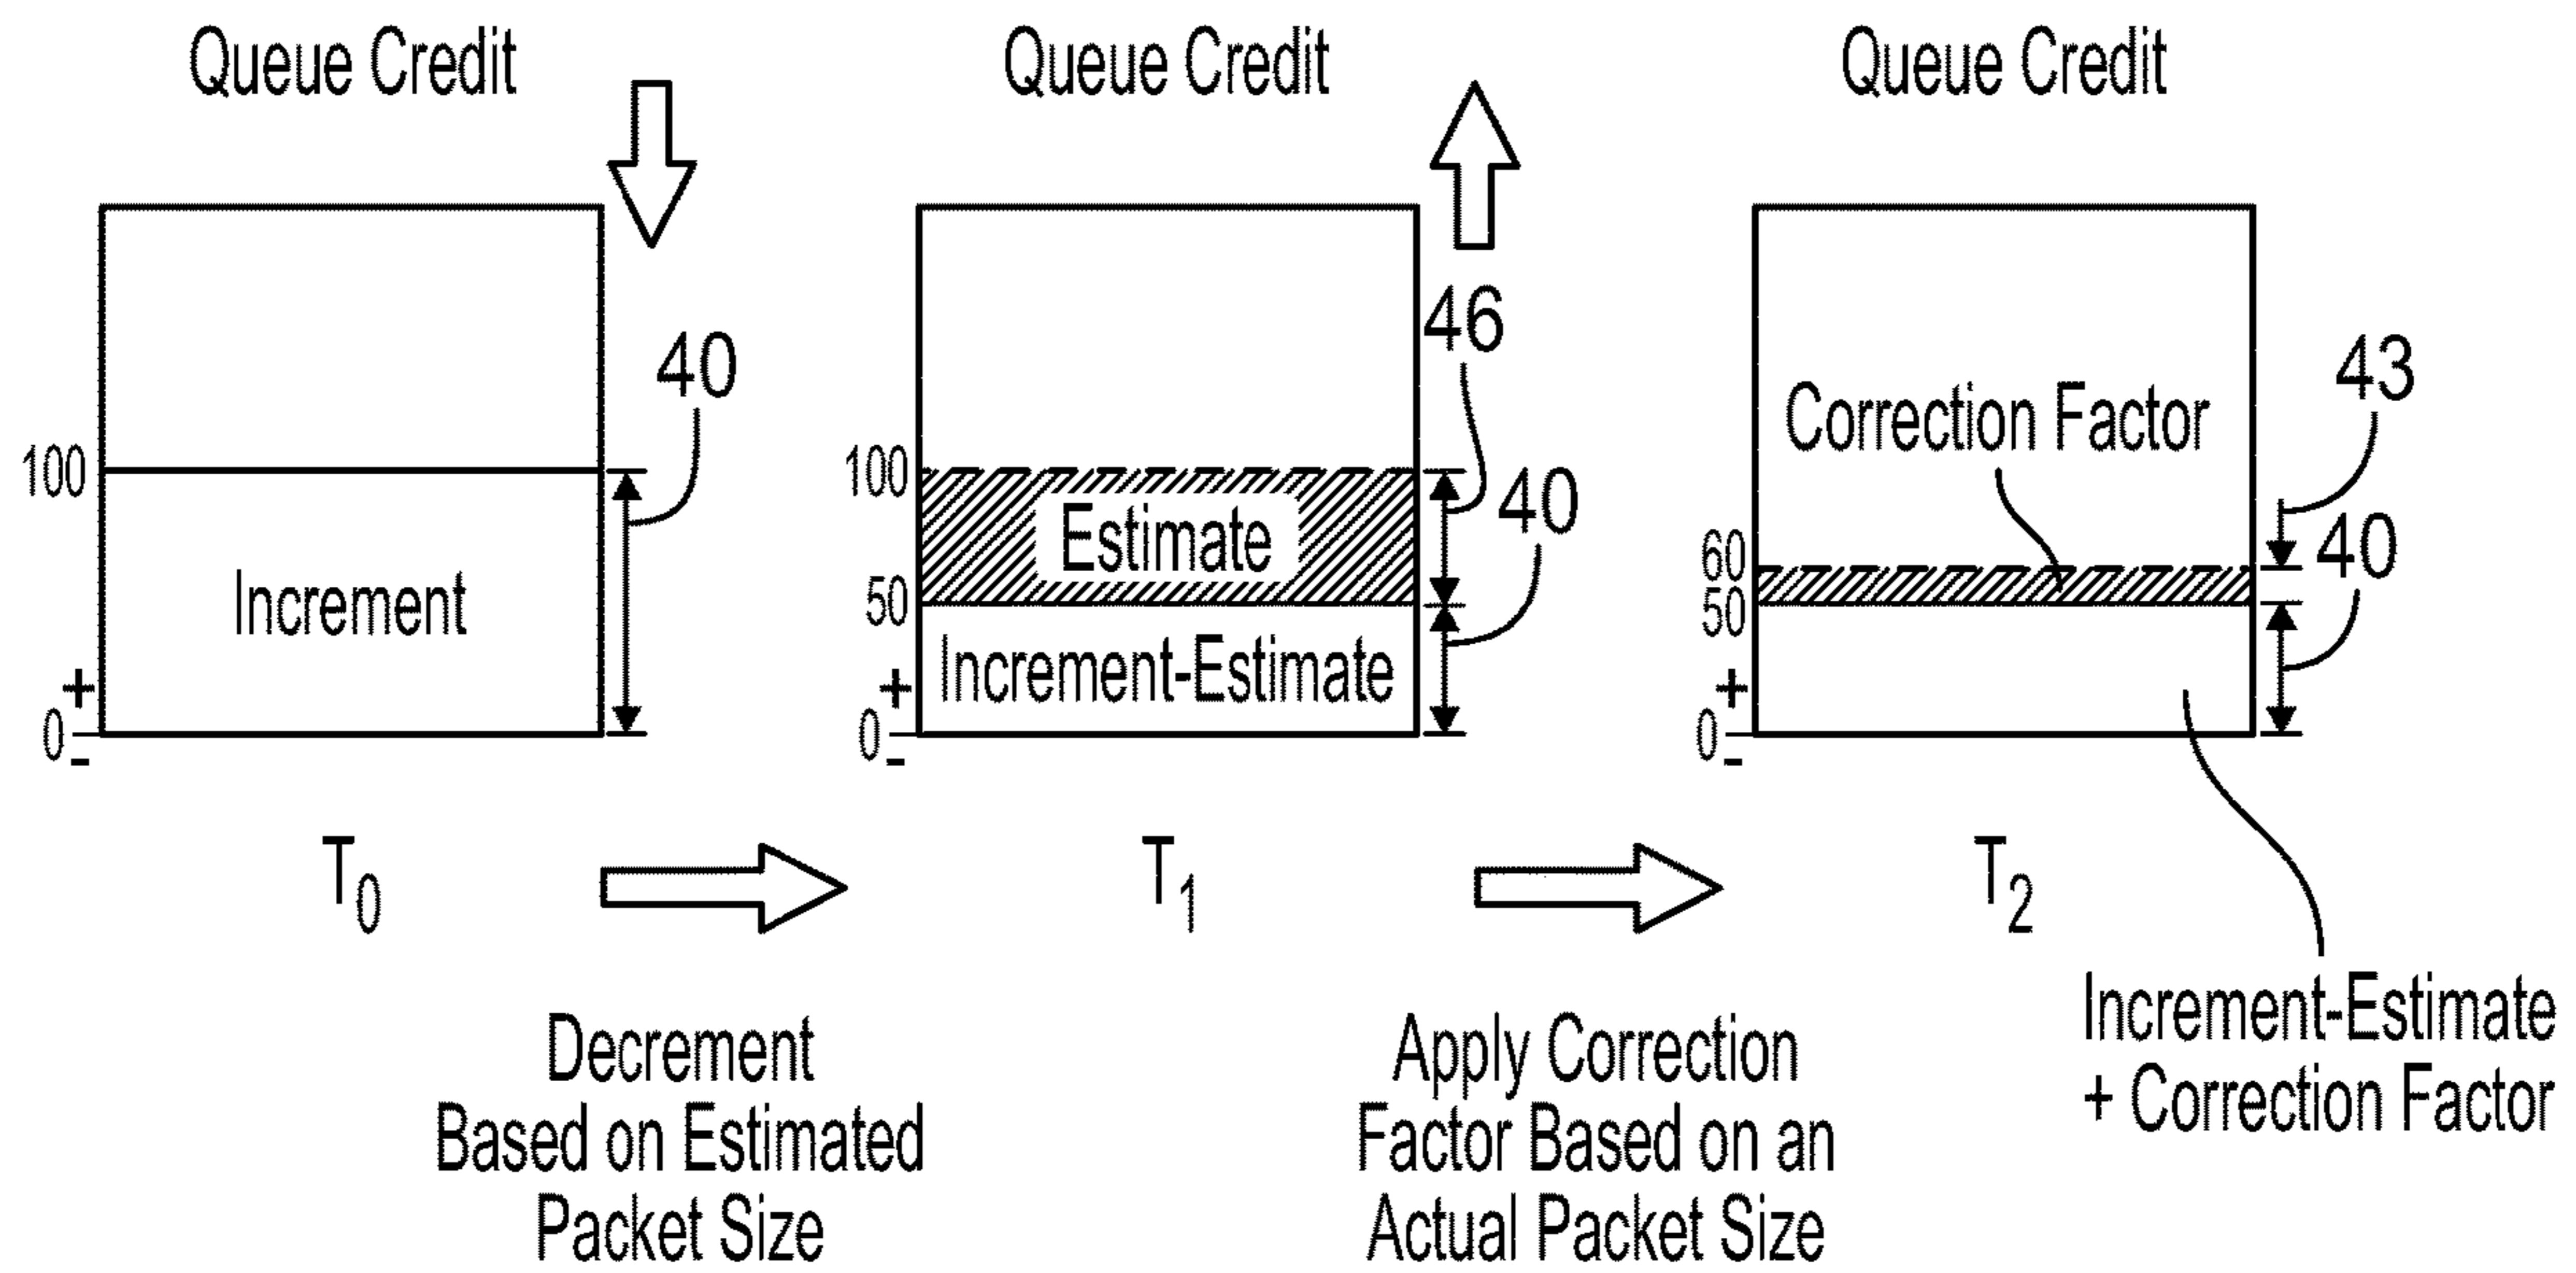 Queue Credit
40
100
Increment
+
0
-
T0
Decrement
Based on Estimated
Packet Size
Queue Credit
46
100
Estimate
40
50
Increment-Estimate
+
0
-
T1
Apply Correction
Factor Based on an
Actual Packet Size
Queue Credit
43
Correction Factor
40
60
50
+
0
-
T2
Increment-Estimate
+ Correction Factor